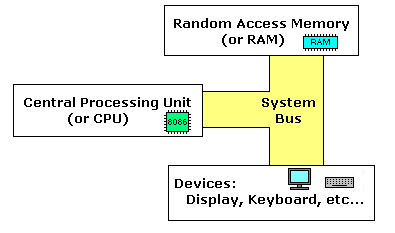 Random Access Memory
(or RAM)
RAM
Central Processing Unit
(or CPU)
8086
System
Bus
Devices:
Display, Keyboard, etc...